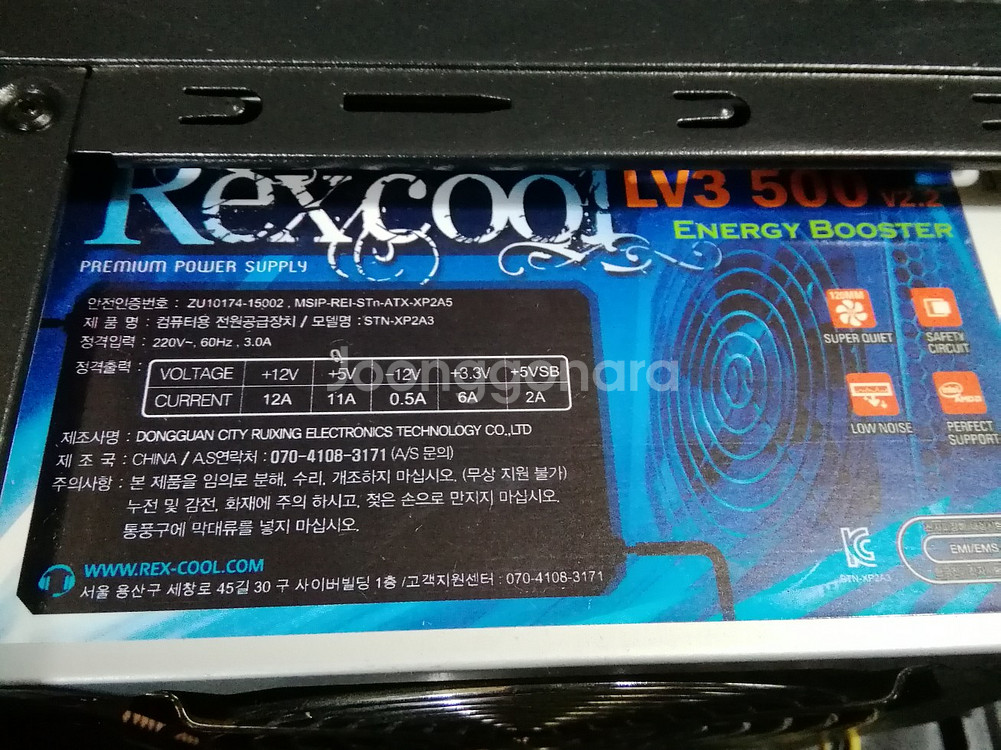 Rexcool LV3 500 V2.2
ENERGY BOOSTER
PREMIUM POWER SUPPLY
안전인증번호 : ZU10174-15002 , MSIP-REI-STn-ATX-XP2A5
제 품 명 : 컴퓨터용 전원공급장치 / 모델명 : STN-XP2A3
정격입력 : 220V~, 60Hz , 3.0A
정격출력 :
VOLTAGE +12V +5V -12V +3.3V +5VSB
CURRENT 12A 11A 0.5A 6A 2A
Joonggonara
제조사명 : DONGGUAN CITY RUIXING ELECTRONICS TECHNOLOGY CO.,LTD
제 조 국 : CHINA / A.S연락처 : 070-4108-3171 (A/S 문의)
주의사항 : 본 제품을 임의로 분해, 수리, 개조하지 마십시오. (무상 지원 불가)
누전 및 감전, 화재에 주의 하시고, 젖은 손으로 만지지 마십시오.
통풍구에 막대류를 넣지 마십시오.
WWW.REX-COOL.COM
서울 용산구 세창로 45길 30 구 사이버빌딩 1층 /고객지원센터 : 070-4108-3171
120MM
SUPER QUIET
SAFETY
CIRCUIT
LOW NOISE
intel
AMD
PERFECT
SUPPORT
STN-XP2A3
EMI/EMS